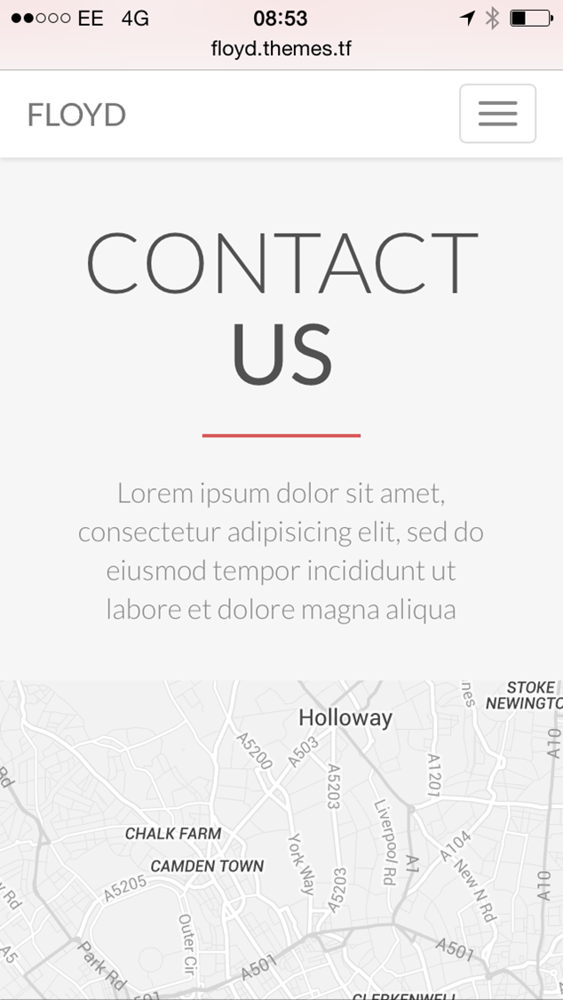 EE 4G 08:53
floyd.themes.tf
FLOYD
CONTACT
US
Lorem ipsum dolor sit amet,
consectetur adipisicing elit, sed do
eiusmod tempor incididunt ut
labore et dolore magna aliqua
STOKE
Holloway
A5200
A503
A5203
A1201
A10
Rd
Liverpool Rd
CHALK FARM
York Way
A1
A104
CAMDEN TOWN
A5205
A5203
New N Rd
A10
Rd
Outer Cir
A5
Park Rd
A501
A501